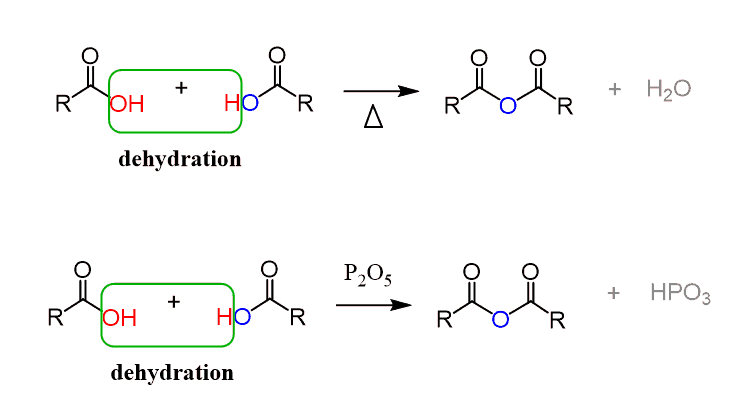 O O O O
R OH + HO R Δ R O R + H₂O
dehydration
O O O O
R OH + HO R P₂O₅ R O R + HPO₃
dehydration